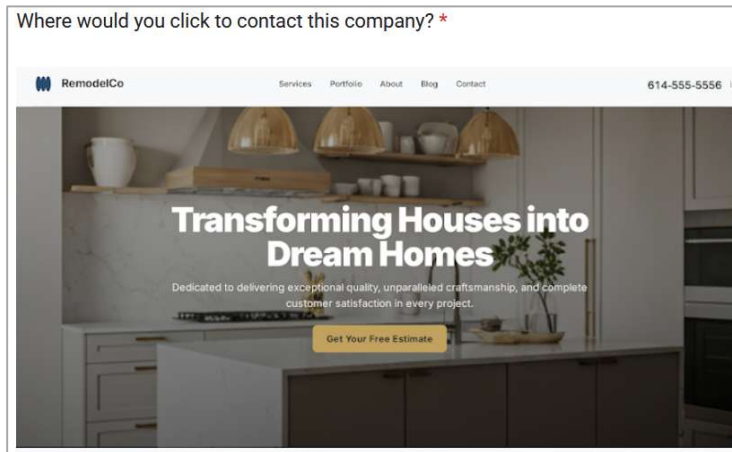 Where would you click to contact this company? *
RemodelCo
Services Portfolio About Blog Contact
614-555-5556
Transforming Houses into
Dream Homes
Dedicated to delivering exceptional quality, unparalleled craftsmanship, and complete
customer satisfaction in every project.
Get Your Free Estimate